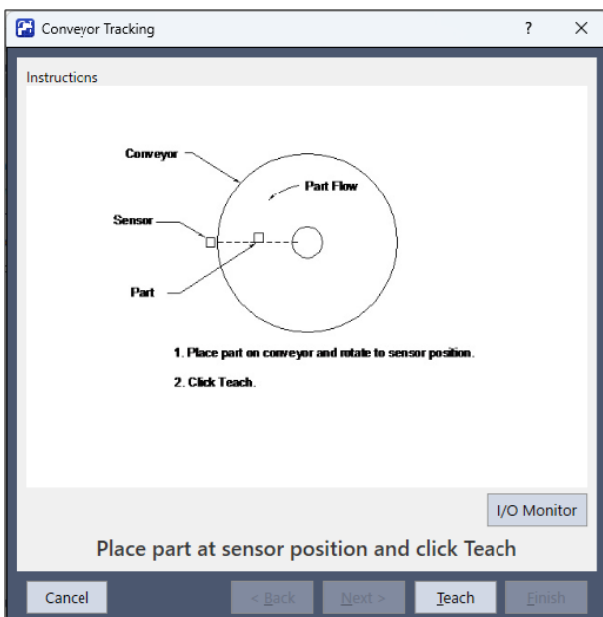 Conveyor Tracking
?
Instructions
Conveyor
Part Flow
Sensor
Part
1. Place part on conveyor and rotate to sensor position.
2. Click Teach.
I/O Monitor
Place part at sensor position and click Teach
Cancel
< Back
Next >
Teach
Finish